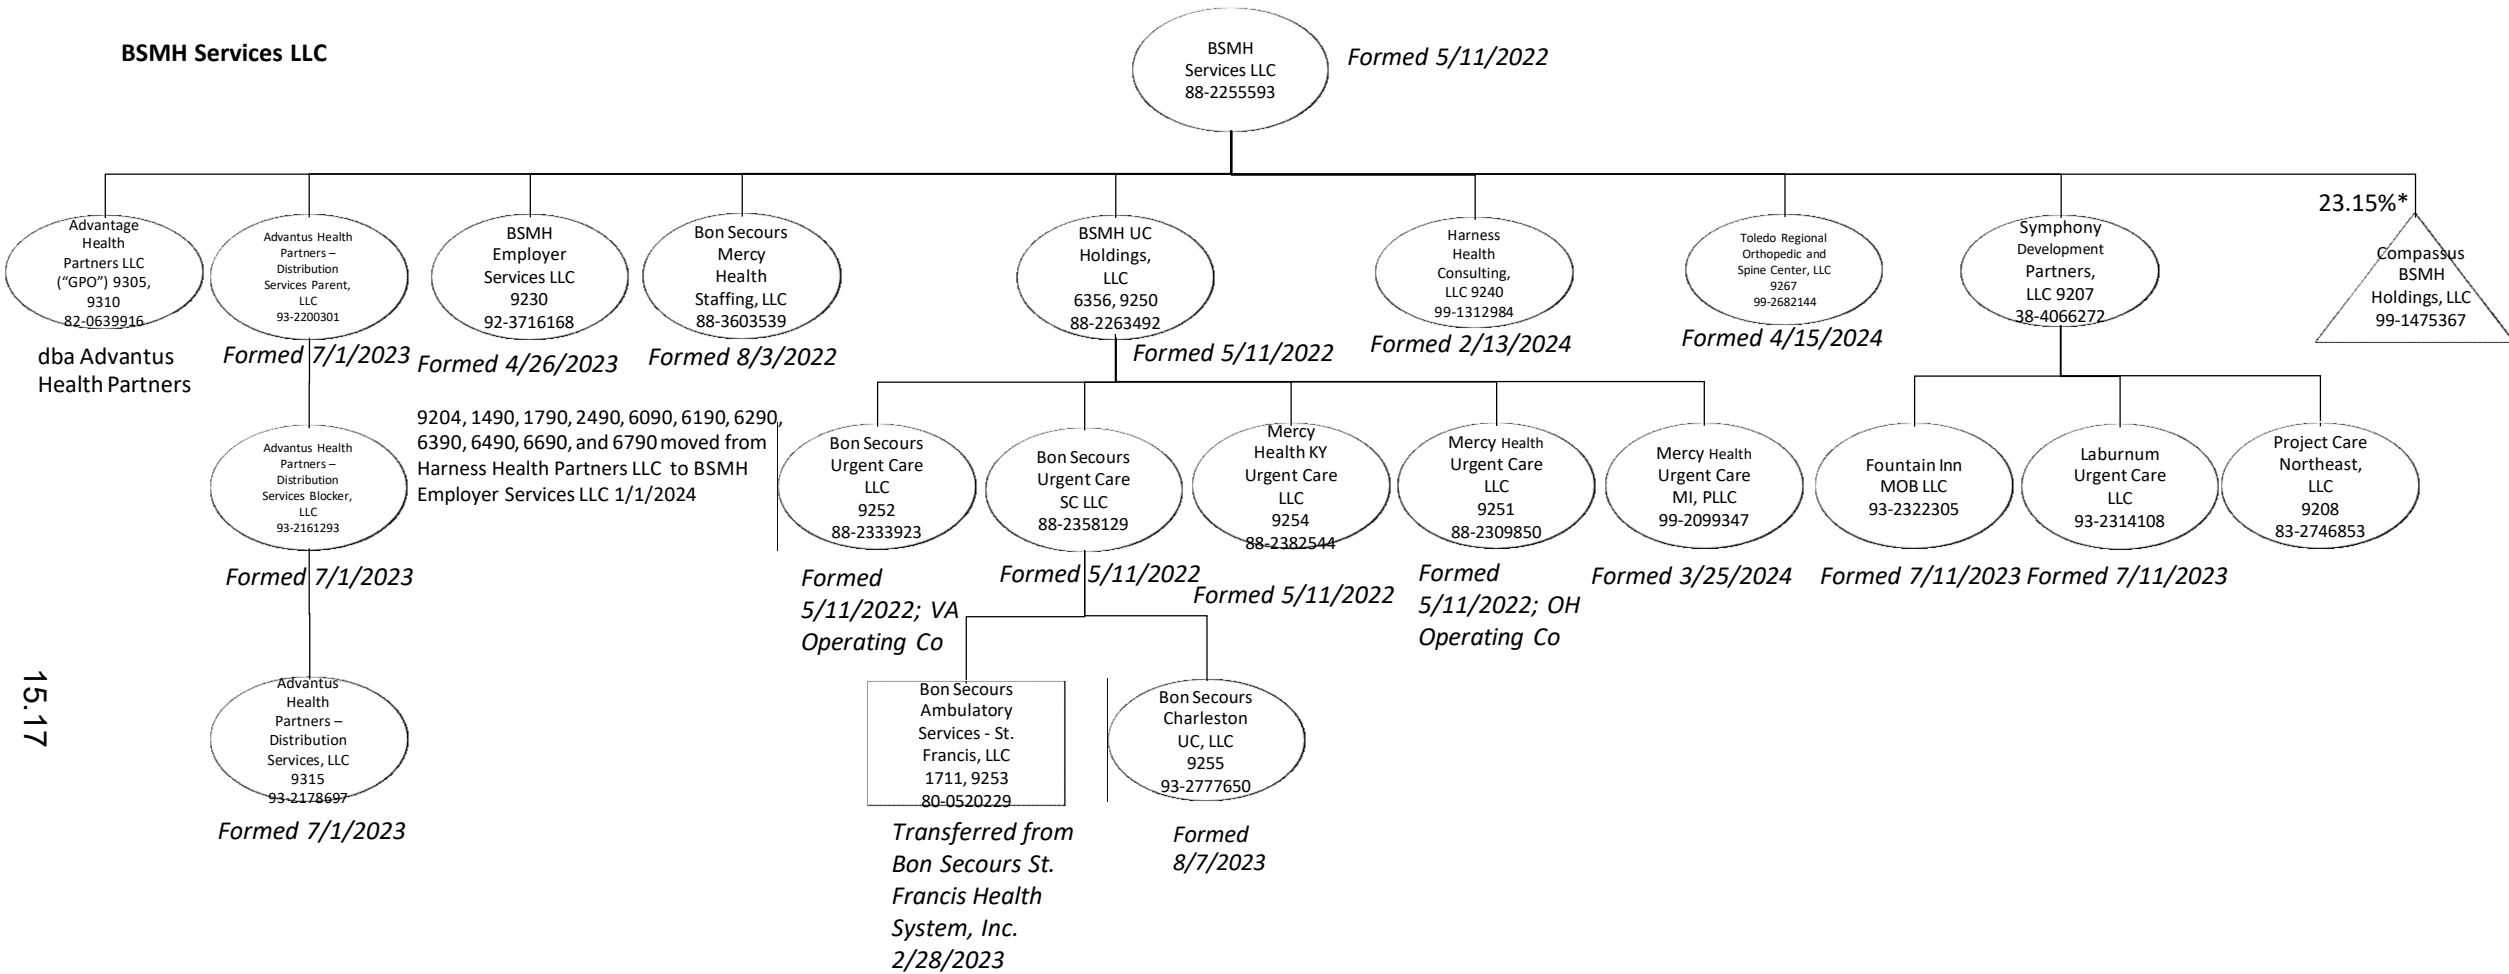 BSMH Services LLC
BSMH
Services LLC
88-2255593
Formed 5/11/2022
Advantage
Health
Partners LLC
(“GPO”) 9305,
9310
82-0639916
dba Advantus
Health Partners
Advantus Health
Partners –
Distribution
Services Parent,
LLC
93-2200301
Formed 7/1/2023
BSMH
Employer
Services LLC
9230
92-3716168
Formed 4/26/2023
9204, 1490, 1790, 2490, 6090, 6190, 6290,
6390, 6490, 6690, and 6790 moved from
Harness Health Partners LLC to BSMH
Employer Services LLC 1/1/2024
Bon Secours
Mercy
Health
Staffing, LLC
88-3603539
Formed 8/3/2022
BSMH UC
Holdings,
LLC
6356, 9250
88-2263492
Formed 5/11/2022
Harness
Health
Consulting,
LLC 9240
99-1312984
Formed 2/13/2024
Toledo Regional
Orthopedic and
Spine Center, LLC
9267
99-2682144
Formed 4/15/2024
Symphony
Development
Partners,
LLC 9207
38-4066272
23.15%*
Compassus
BSMH
Holdings, LLC
99-1475367
Advantus Health
Partners –
Distribution
Services Blocker,
LLC
93-2161293
Formed 7/1/2023
Bon Secours
Urgent Care
LLC
9252
88-2333923
Formed
5/11/2022; VA
Operating Co
Bon Secours
Urgent Care
SC LLC
88-2358129
Formed 5/11/2022
Mercy
Health KY
Urgent Care
LLC
9254
88-2382544
Formed 5/11/2022
Mercy Health
Urgent Care
LLC
9251
88-2309850
Formed
5/11/2022; OH
Operating Co
Mercy Health
Urgent Care
MI, PLLC
99-2099347
Formed 3/25/2024
Fountain Inn
MOB LLC
93-2322305
Formed 7/11/2023
Laburnum
Urgent Care
LLC
93-2314108
Formed 7/11/2023
Project Care
Northeast,
LLC
9208
83-2746853
Advantus
Health
Partners –
Distribution
Services, LLC
9315
93-2178697
Formed 7/1/2023
Bon Secours
Ambulatory
Services - St.
Francis, LLC
1711, 9253
80-0520229
Transferred from
Bon Secours St.
Francis Health
System, Inc.
2/28/2023
Bon Secours
Charleston
UC, LLC
9255
93-2777650
Formed
8/7/2023
15.17